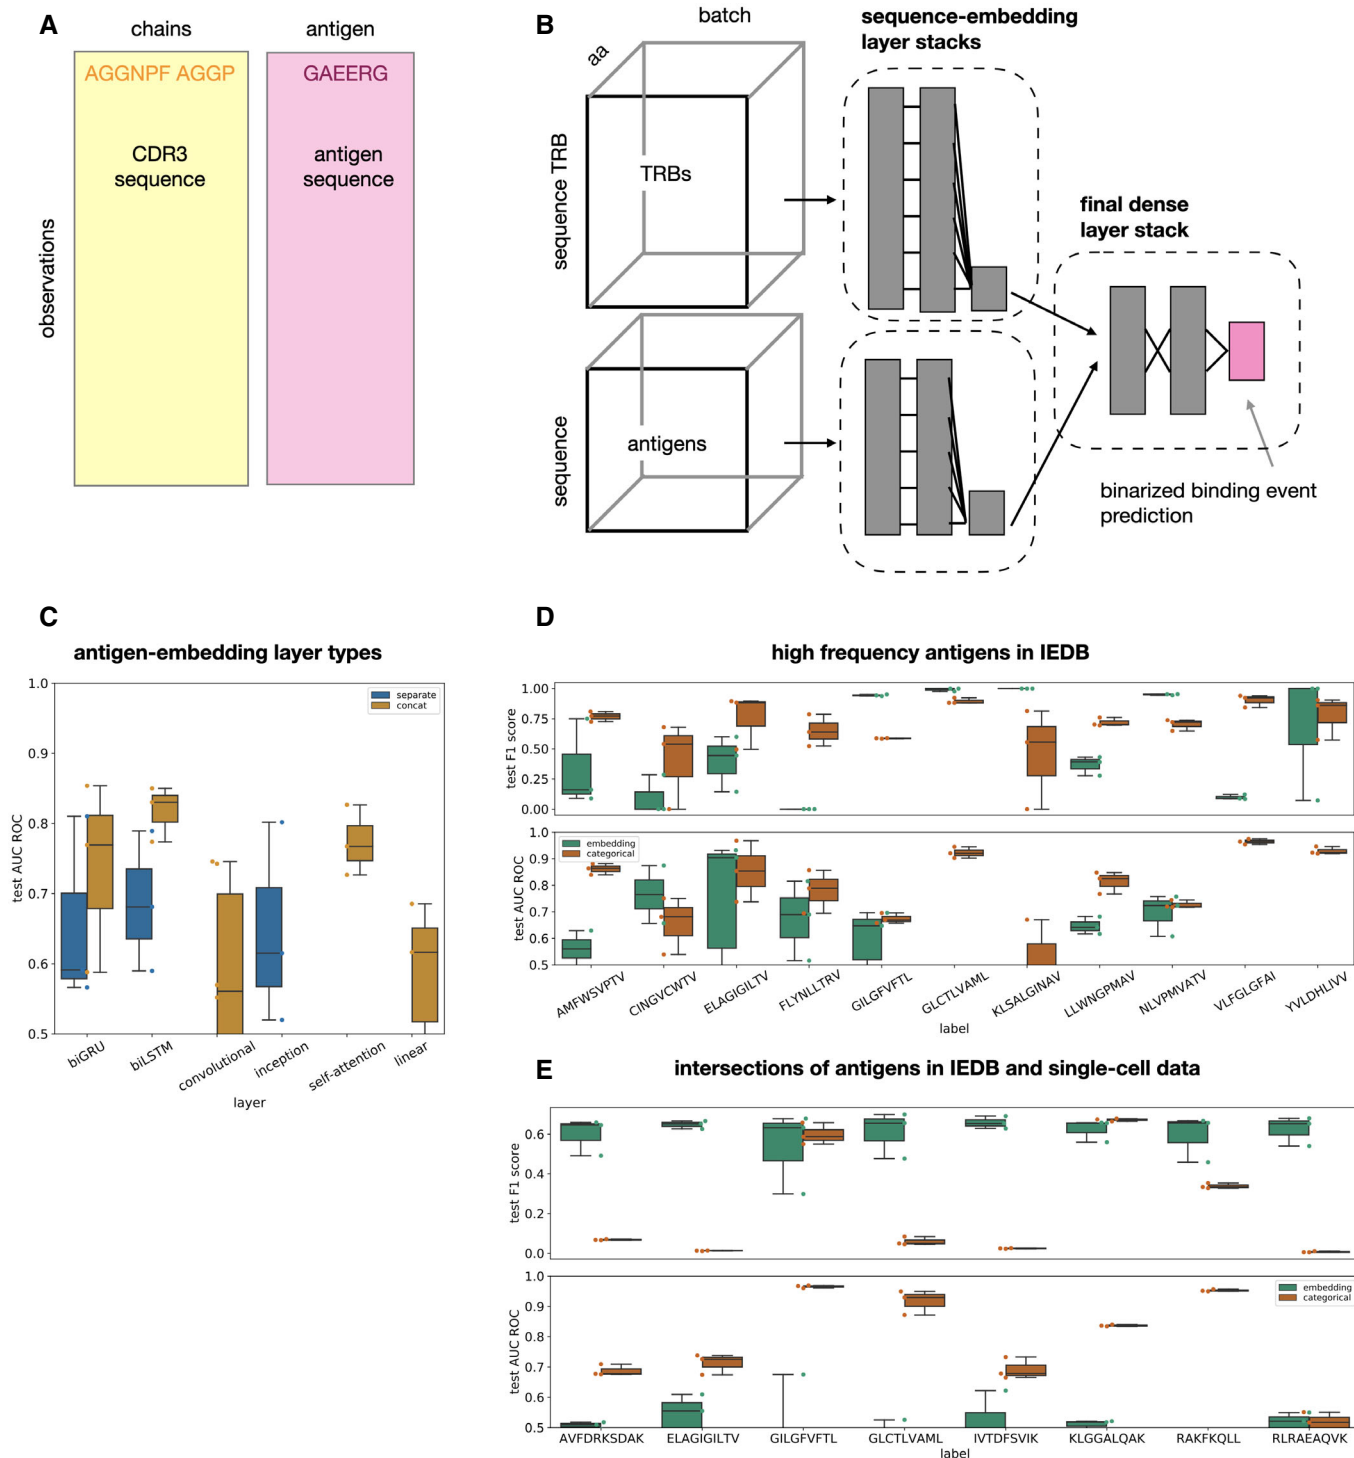 A
chains
antigen
AGGNPF AGGP
GAEERG
CDR3
sequence
antigen
sequence
observations
B
batch
aa
sequence TRB
TRBs
sequence
antigens
sequence-embedding
layer stacks
final dense
layer stack
binarized binding event
prediction
C
antigen-embedding layer types
separate
concat
test AUC ROC
1.0
0.9
0.8
0.7
0.6
0.5
biGRU
biLSTM
convolutional
inception
self-attention
linear
layer
D
high frequency antigens in IEDB
test F1 score
1.00
0.75
0.50
0.25
0.00
test AUC ROC
1.0
0.9
0.8
0.7
0.6
0.5
embedding
categorical
AMFWSVPTV
CINGVCWTV
ELAGIGILTV
FLYNLLTRV
GILGFVFTL
GLCTLVAML
KLSALGINAV
LLWNGPMAV
NLVPMVATV
VLFGLGFAI
YVLDHLIVV
label
E
intersections of antigens in IEDB and single-cell data
test F1 score
0.6
0.4
0.2
0.0
test AUC ROC
1.0
0.9
0.8
0.7
0.6
0.5
embedding
categorical
AVFDRKSDAK
ELAGIGILTV
GILGFVFTL
GLCTLVAML
IVTDFSVIK
KLGGALQAK
RAKFKQLL
RLRAEAQVK
label